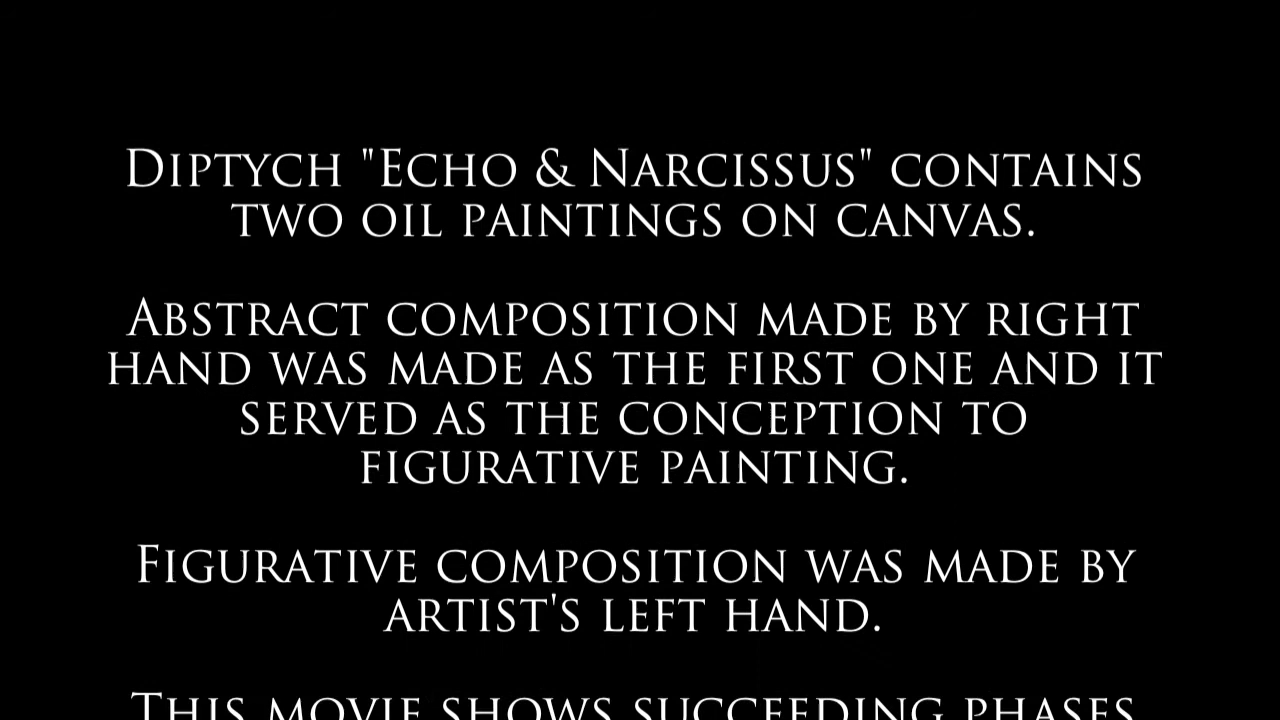 Diptych "Echo & Narcissus" contains
two oil paintings on canvas.
Abstract composition made by right
hand was made as the first one and it
served as the conception to
figurative painting.
Figurative composition was made by
artist's left hand.
This movie shows succeeding phases